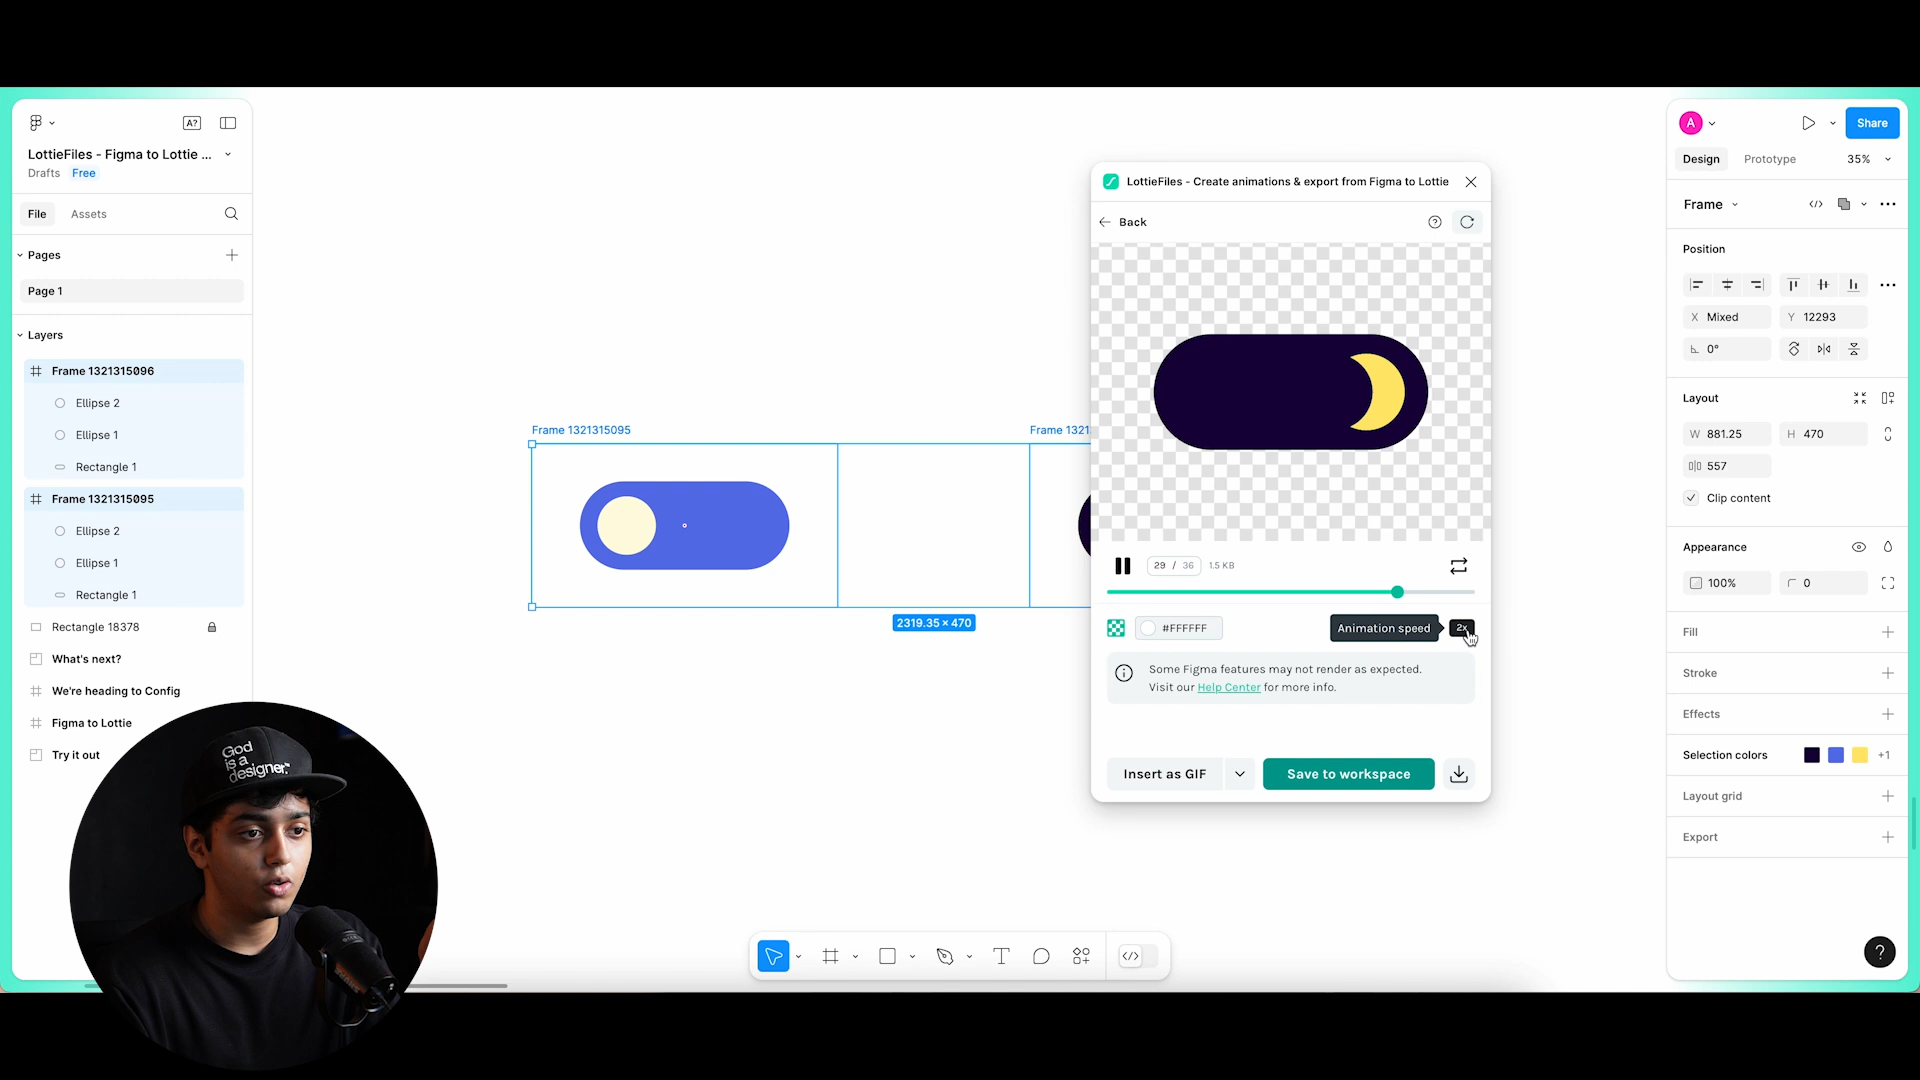 A?
LottieFiles - Figma to Lottie ...
Drafts Free
File Assets
Pages
Page 1
Layers
Frame 1321315096
Ellipse 2
Ellipse 1
Rectangle 1
Frame 1321315095
Ellipse 2
Ellipse 1
Rectangle 1
Rectangle 18378
What's next?
We're heading to Config
Figma to Lottie
Try it out
God
is a
designer.™
Frame 1321315095
Frame 1321
2319.35 × 470
LottieFiles - Create animations & export from Figma to Lottie
Back
29 / 36 1.5 KB
#FFFFFF
Animation speed
2x
Some Figma features may not render as expected.
Visit our Help Center for more info.
Insert as GIF
Save to workspace
A
Share
Design Prototype 35%
Frame
Position
X Mixed Y 12293
0°
Layout
W 881.25 H 470
557
Clip content
Appearance
100% 0
Fill
Stroke
Effects
Selection colors +1
Layout grid
Export
?